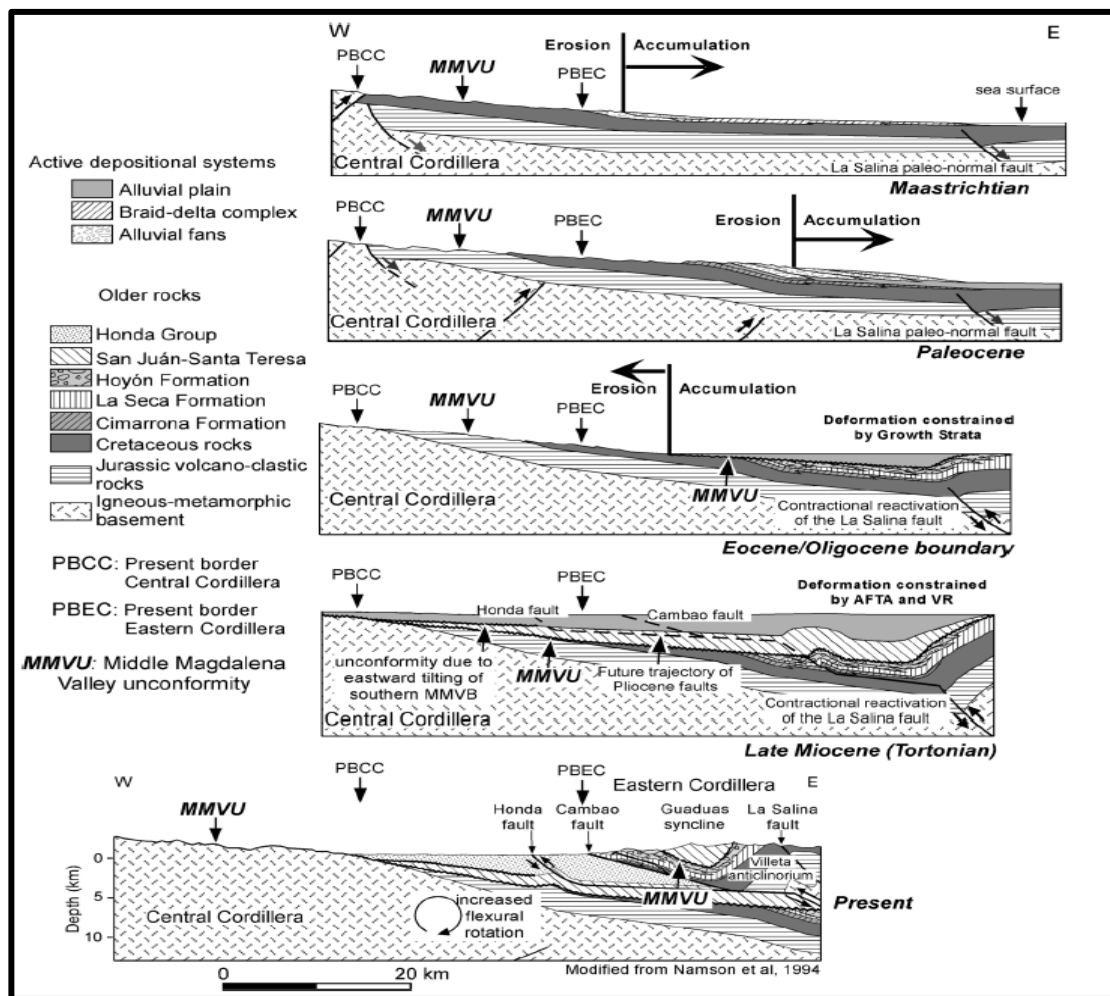 W
E
PBCC
MMVU
PBEC
Erosion
Accumulation
sea surface
Central Cordillera
La Salina paleo-normal fault
Maastrichtian
Active depositional systems
Alluvial plain
Braid-delta complex
Alluvial fans
PBCC
MMVU
PBEC
Erosion
Accumulation
Central Cordillera
La Salina paleo-normal fault
Paleocene
Older rocks
Honda Group
San Juán-Santa Teresa
Hoyón Formation
La Seca Formation
Cimarrona Formation
Cretaceous rocks
Jurassic volcano-clastic
rocks
Igneous-metamorphic
basement
PBCC
MMVU
PBEC
Erosion
Accumulation
Deformation constrained
by Growth Strata
Central Cordillera
MMVU
Contractional reactivation
of the La Salina fault
Eocene/Oligocene boundary
PBCC: Present border
Central Cordillera
PBEC: Present border
Eastern Cordillera
MMVU: Middle Magdalena
Valley unconformity
PBCC
PBEC
Deformation constrained
by AFTA and VR
Honda fault
Cambao fault
unconformity due to
eastward tilting of
southern MMVB
MMVU
Future trajectory of
Pliocene faults
Central Cordillera
Contractional reactivation
of the La Salina fault
Late Miocene (Tortonian)
W
PBCC
PBEC
Eastern Cordillera
E
MMVU
Honda
fault
Cambao
fault
Guaduas
syncline
La Salina
fault
Villeta
anticlinorium
Depth (km)
0
5
10
Central Cordillera
increased
flexural
rotation
MMVU
Present
0
20 km
Modified from Namson et al, 1994